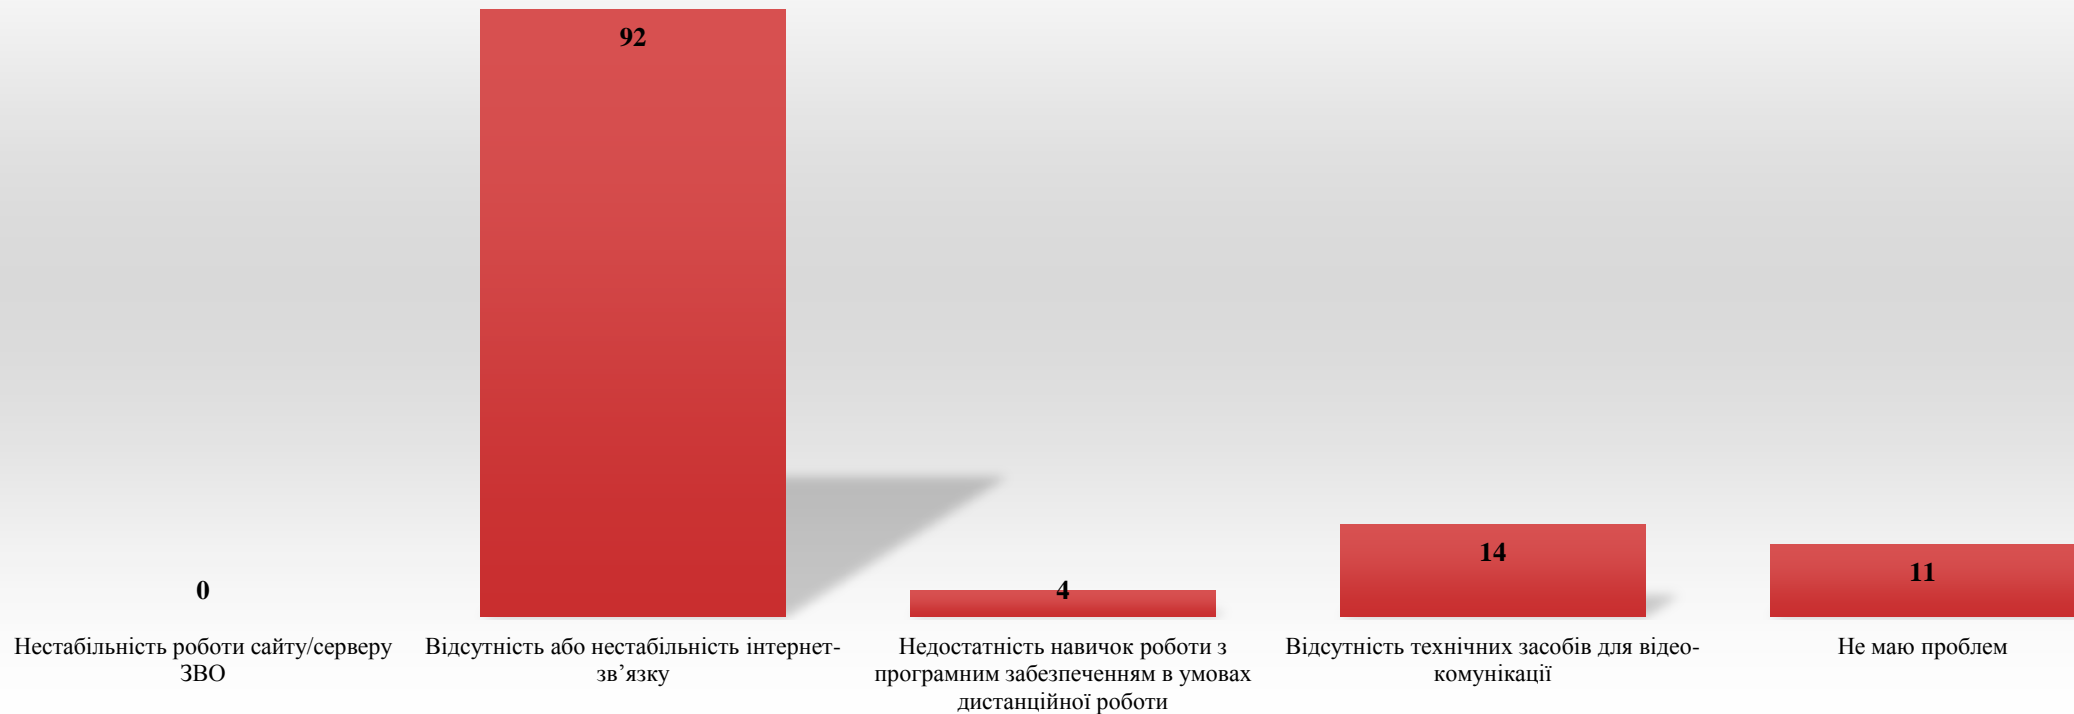 92
14
11
0
4
Нестабільність роботи сайту/серверу
ЗВО
Відсутність або нестабільність інтернет-
зв’язку
Недостатність навичок роботи з
програмним забезпеченням в умовах
дистанційної роботи
Відсутність технічних засобів для відео-
комунікації
Не маю проблем